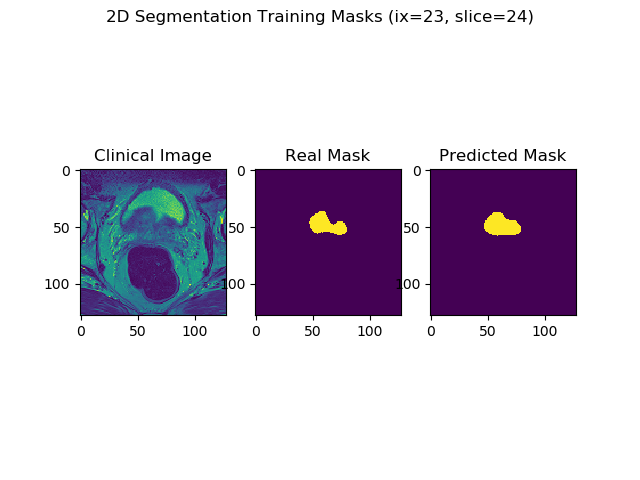 2D Segmentation Training Masks (ix=23, slice=24)
Clinical Image Real Mask Predicted Mask
0 0 0
50 50 50
100 100 100
0 50 100 0 50 100 0 50 100